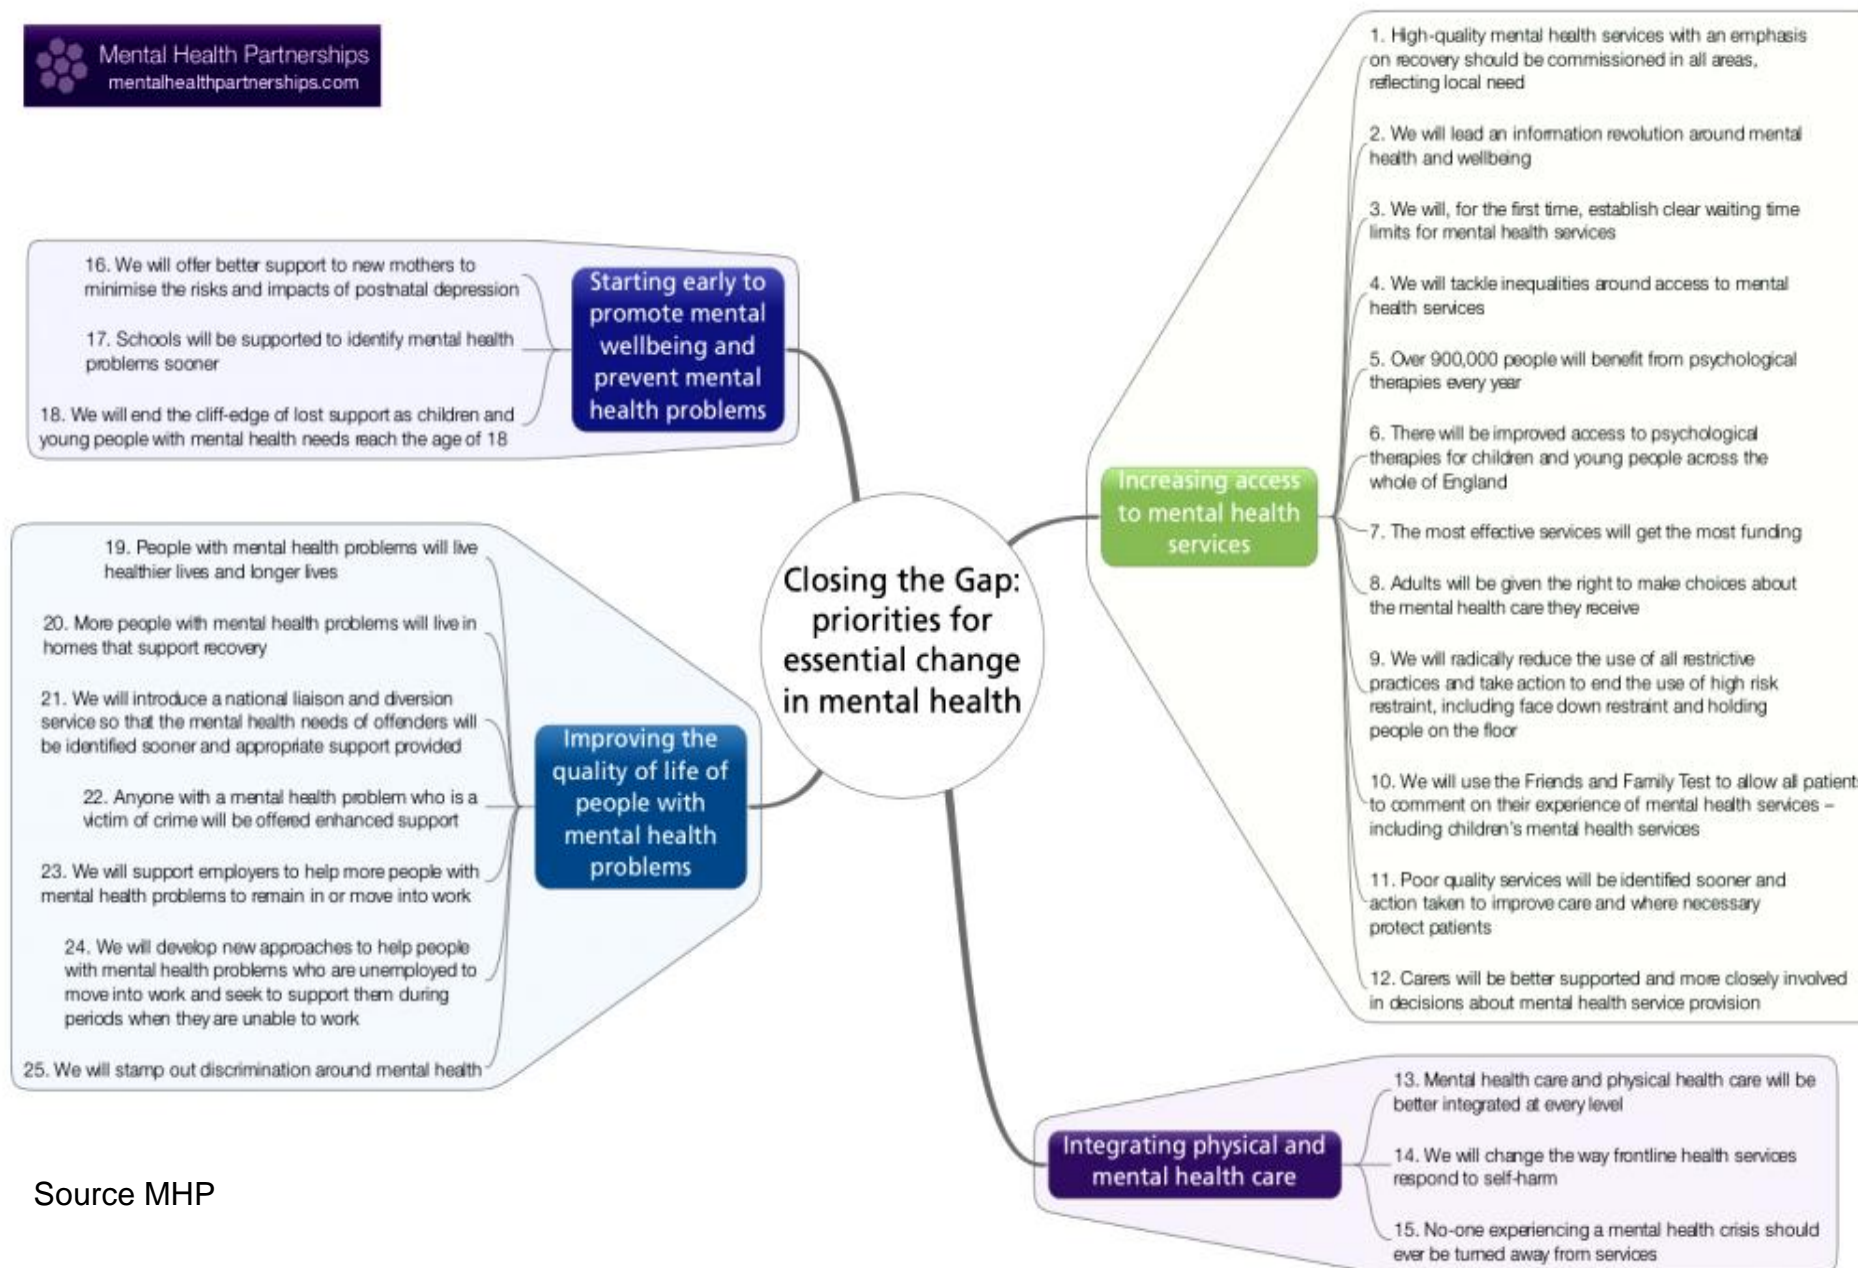 Mental Health Partnerships
mentalhealthpartnerships.com
Closing the Gap:
priorities for
essential change
in mental health
Increasing access
to mental health
services
1. High-quality mental health services with an emphasis
on recovery should be commissioned in all areas,
reflecting local need
2. We will lead an information revolution around mental
health and wellbeing
3. We will, for the first time, establish clear waiting time
limits for mental health services
4. We will tackle inequalities around access to mental
health services
5. Over 900,000 people will benefit from psychological
therapies every year
6. There will be improved access to psychological
therapies for children and young people across the
whole of England
7. The most effective services will get the most funding
8. Adults will be given the right to make choices about
the mental health care they receive
9. We will radically reduce the use of all restrictive
practices and take action to end the use of high risk
restraint, including face down restraint and holding
people on the floor
10. We will use the Friends and Family Test to allow all patients
to comment on their experience of mental health services –
including children's mental health services
11. Poor quality services will be identified sooner and
action taken to improve care and where necessary
protect patients
12. Carers will be better supported and more closely involved
in decisions about mental health service provision
Integrating physical and
mental health care
13. Mental health care and physical health care will be
better integrated at every level
14. We will change the way frontline health services
respond to self-harm
15. No-one experiencing a mental health crisis should
ever be turned away from services
Starting early to
promote mental
wellbeing and
prevent mental
health problems
16. We will offer better support to new mothers to
minimise the risks and impacts of postnatal depression
17. Schools will be supported to identify mental health
problems sooner
18. We will end the cliff-edge of lost support as children and
young people with mental health needs reach the age of 18
Improving the
quality of life of
people with
mental health
problems
19. People with mental health problems will live
healthier lives and longer lives
20. More people with mental health problems will live in
homes that support recovery
21. We will introduce a national liaison and diversion
service so that the mental health needs of offenders will
be identified sooner and appropriate support provided
22. Anyone with a mental health problem who is a
victim of crime will be offered enhanced support
23. We will support employers to help more people with
mental health problems to remain in or move into work
24. We will develop new approaches to help people
with mental health problems who are unemployed to
move into work and seek to support them during
periods when they are unable to work
25. We will stamp out discrimination around mental health
Source MHP